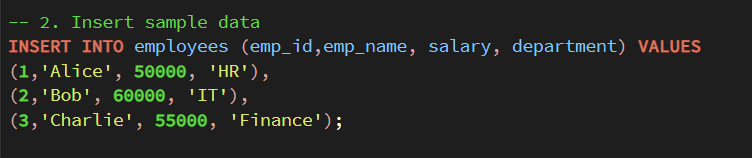 -- 2. Insert sample data
INSERT INTO employees (emp_id,emp_name, salary, department) VALUES
(1,'Alice', 50000, 'HR'),
(2,'Bob', 60000, 'IT'),
(3,'Charlie', 55000, 'Finance');